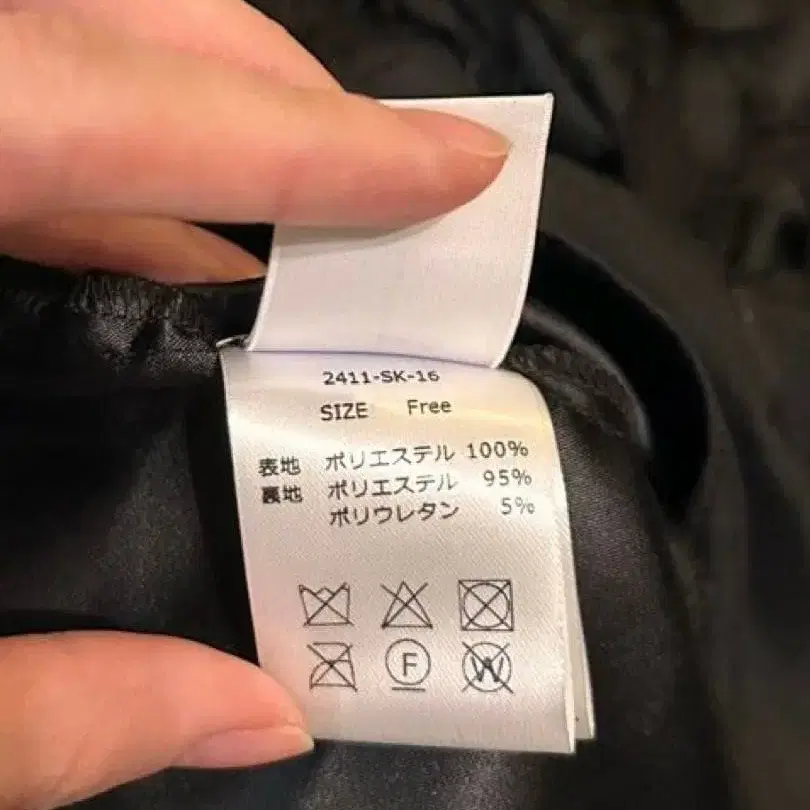 2411-SK-16
SIZE Free
表地 ポリエステル 100%
裏地 ポリエステル 95%
ポリウレタン 5%
F W